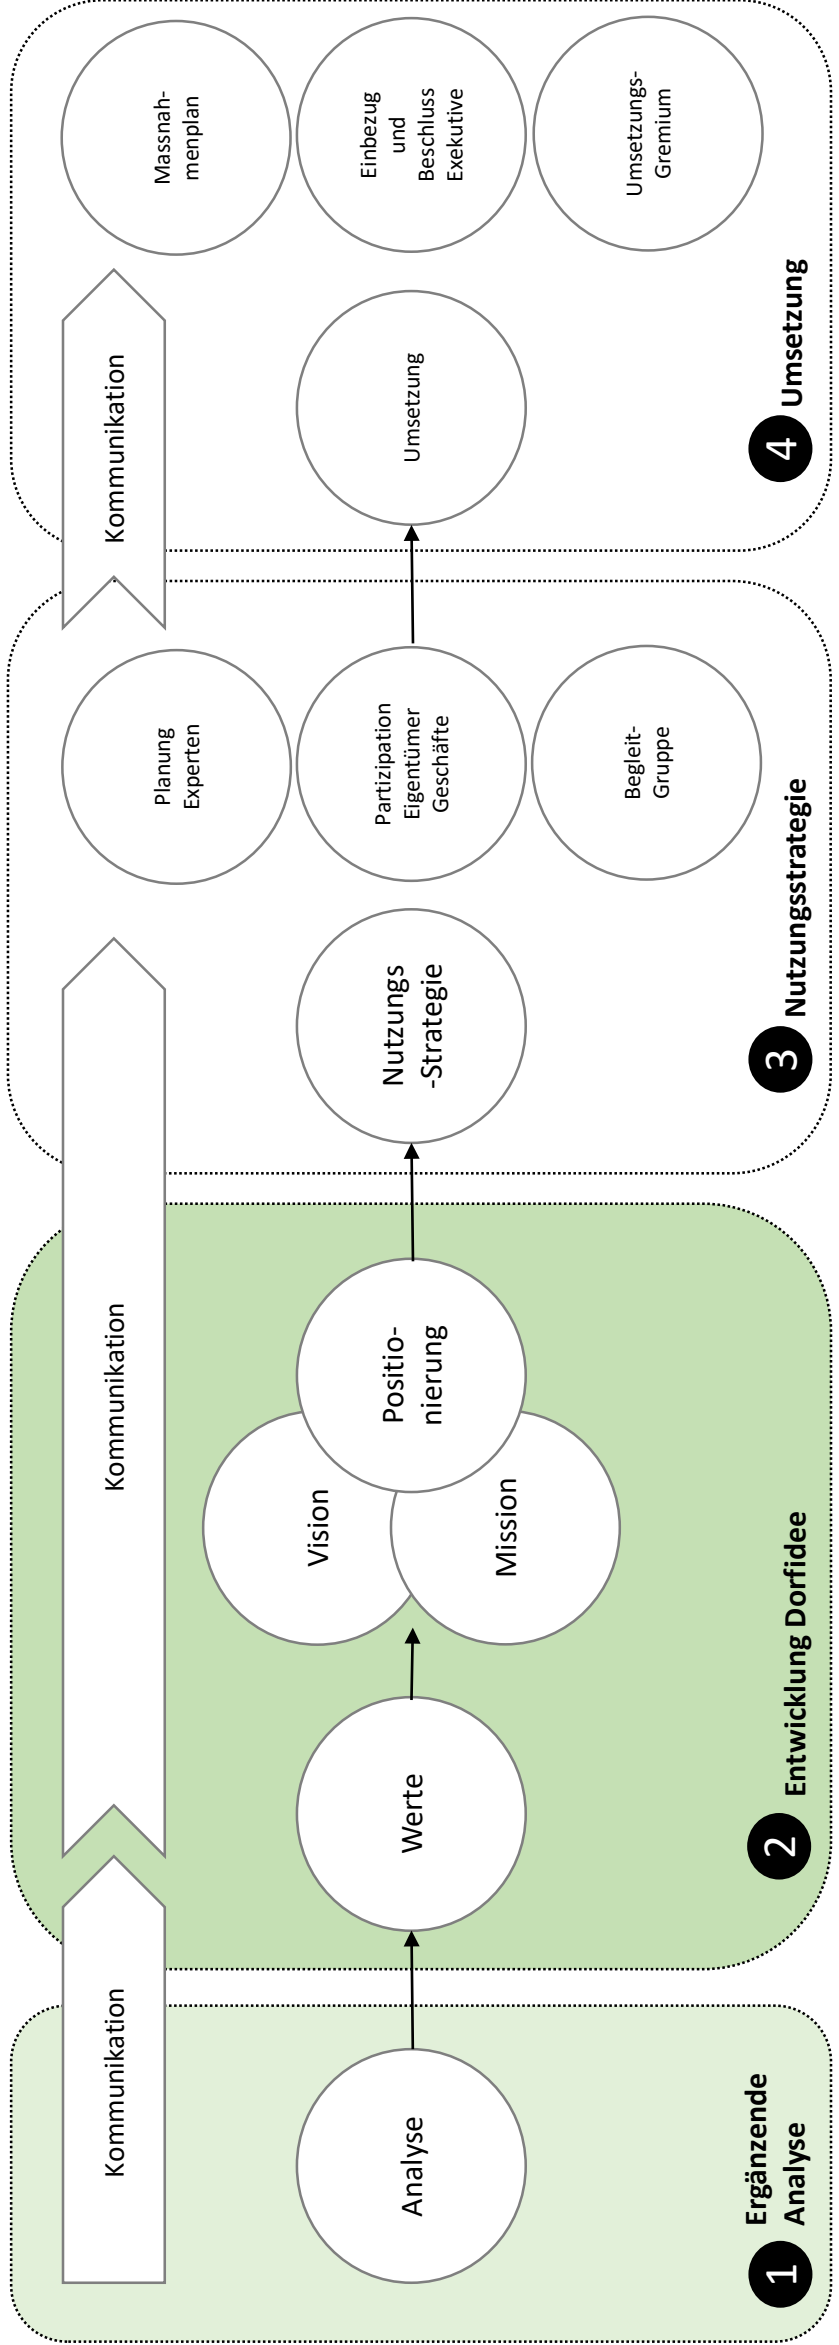 Kommunikation
Kommunikation
Kommunikation
Analyse
Werte
Vision
Mission
Positio-
nierung
Nutzungs
-Strategie
Planung
Experten
Partizipation
Eigentümer
Geschäfte
Begleit-
Gruppe
Umsetzung
Massnah-
menplan
Einbezug
und
Beschluss
Exekutive
Umsetzungs-
Gremium
1
Ergänzende
Analyse
2 Entwicklung Dorfidee
3 Nutzungsstrategie
4 Umsetzung